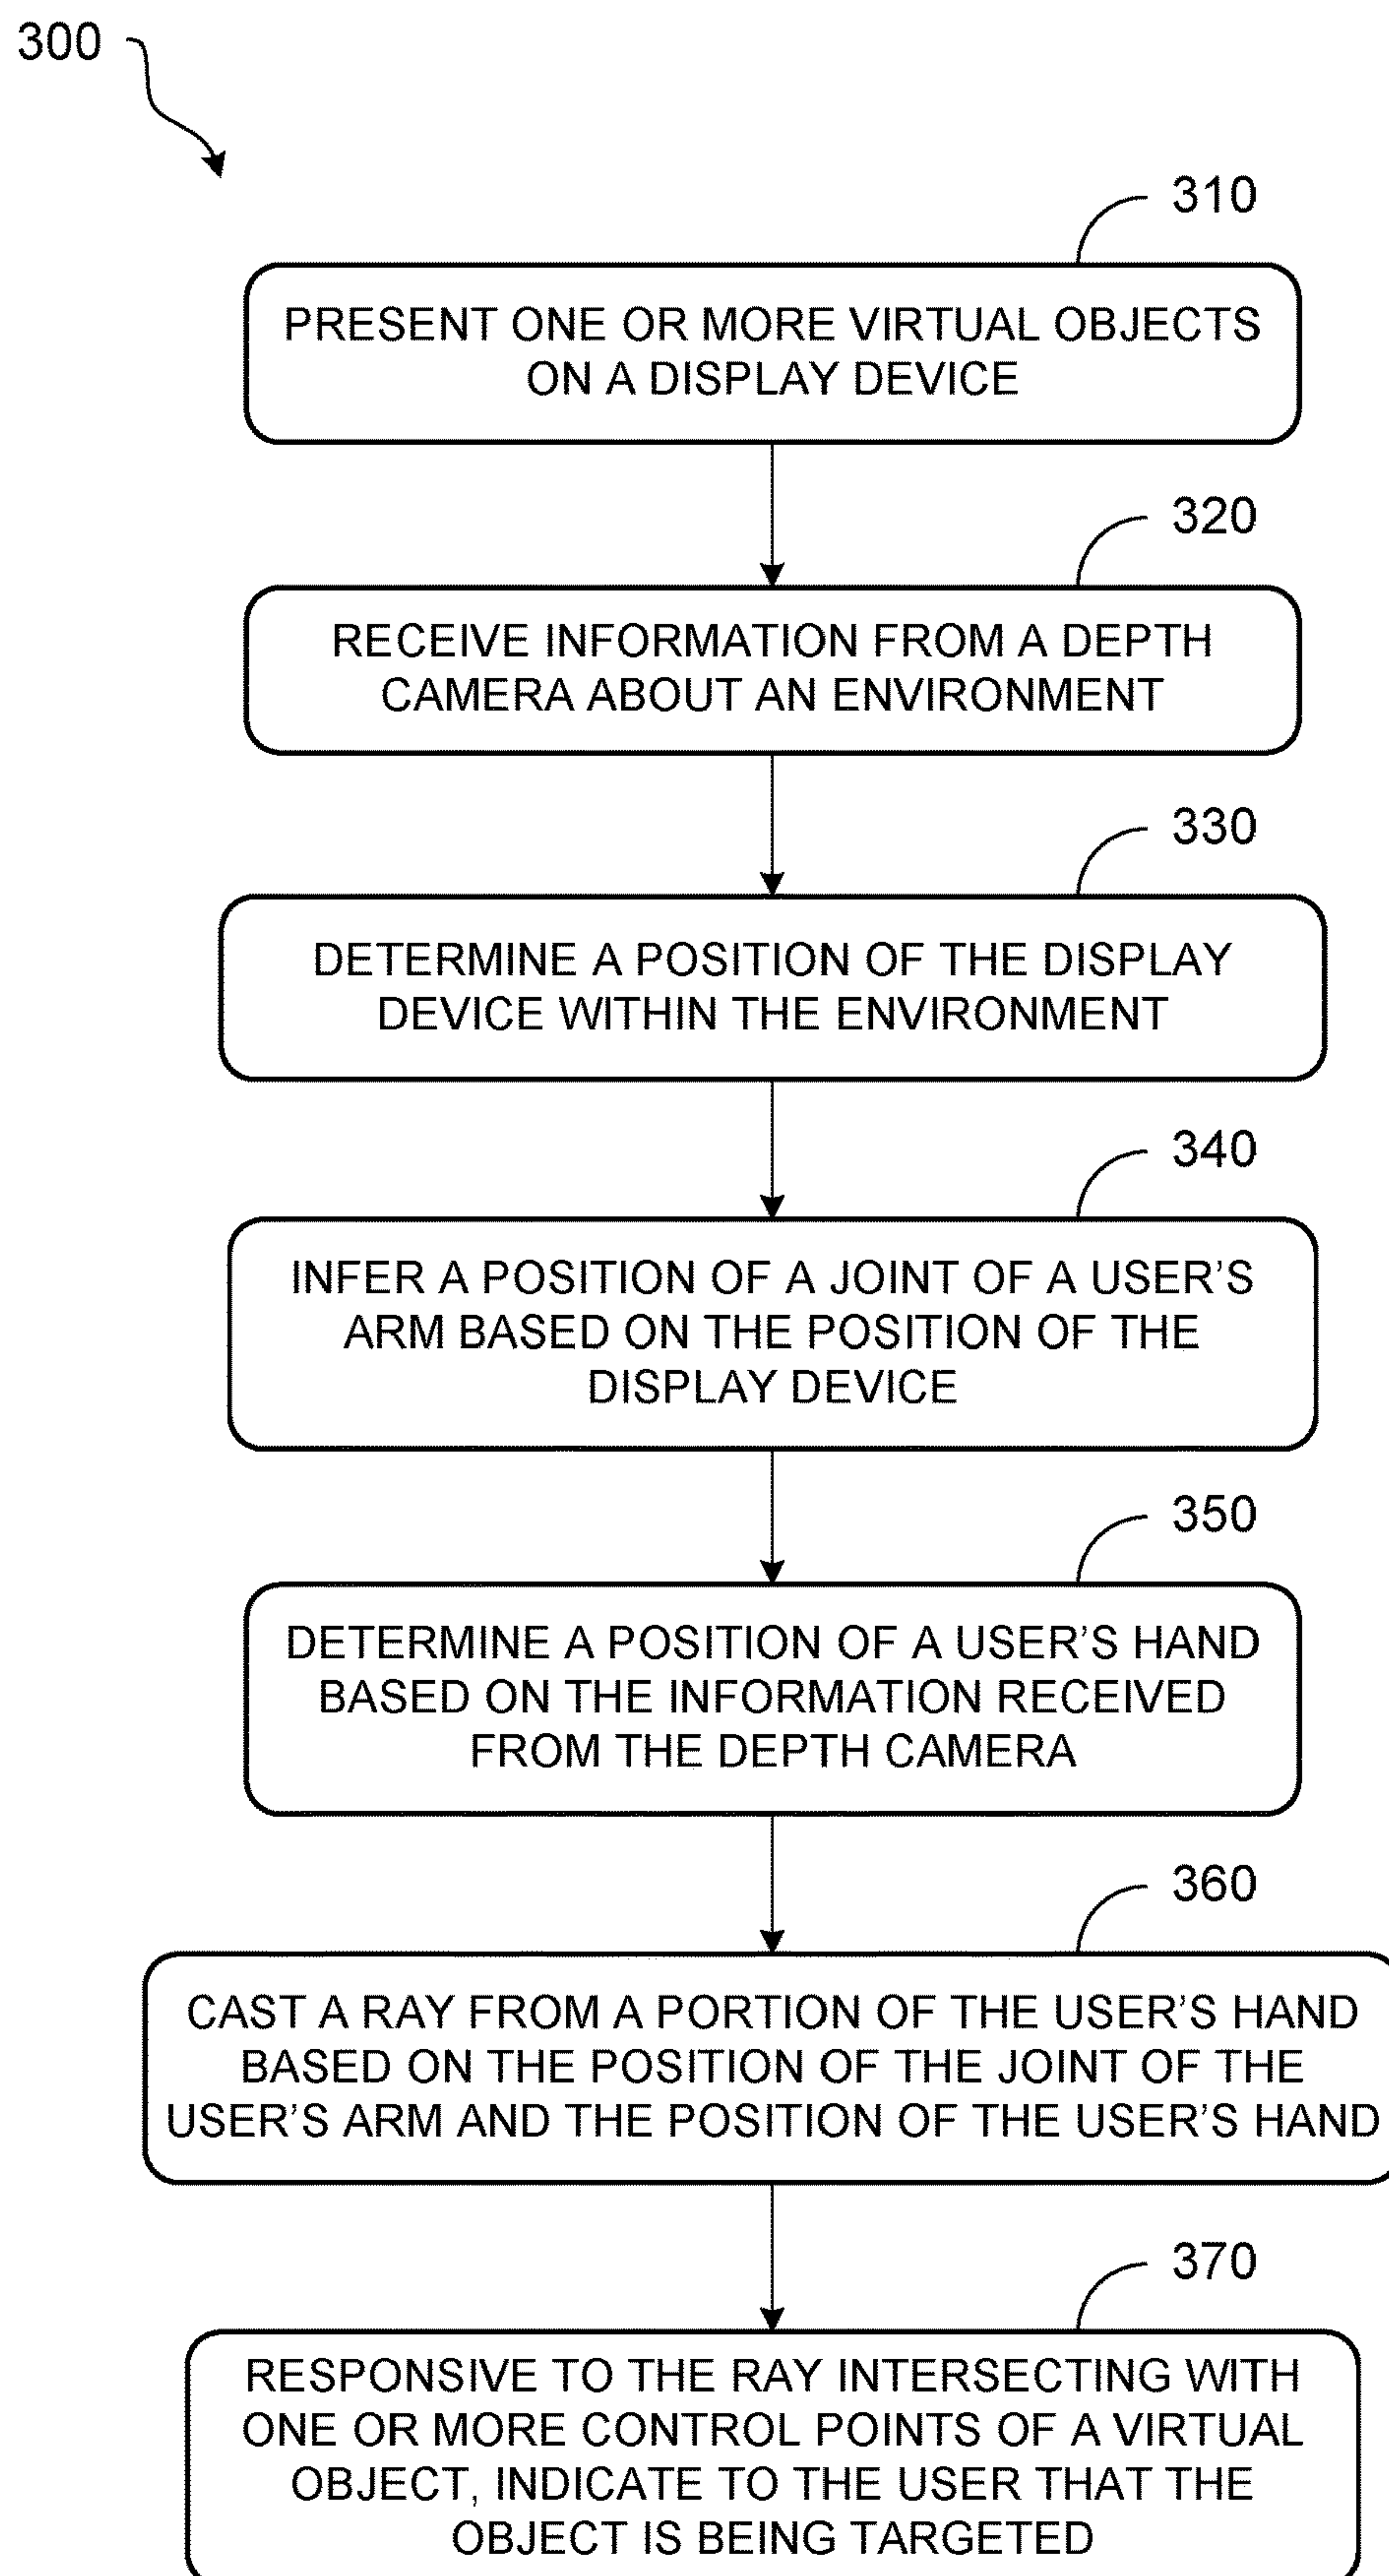 300
310
PRESENT ONE OR MORE VIRTUAL OBJECTS
ON A DISPLAY DEVICE
320
RECEIVE INFORMATION FROM A DEPTH
CAMERA ABOUT AN ENVIRONMENT
330
DETERMINE A POSITION OF THE DISPLAY
DEVICE WITHIN THE ENVIRONMENT
340
INFER A POSITION OF A JOINT OF A USER'S
ARM BASED ON THE POSITION OF THE
DISPLAY DEVICE
350
DETERMINE A POSITION OF A USER'S HAND
BASED ON THE INFORMATION RECEIVED
FROM THE DEPTH CAMERA
360
CAST A RAY FROM A PORTION OF THE USER'S HAND
BASED ON THE POSITION OF THE JOINT OF THE
USER'S ARM AND THE POSITION OF THE USER'S HAND
370
RESPONSIVE TO THE RAY INTERSECTING WITH
ONE OR MORE CONTROL POINTS OF A VIRTUAL
OBJECT, INDICATE TO THE USER THAT THE
OBJECT IS BEING TARGETED